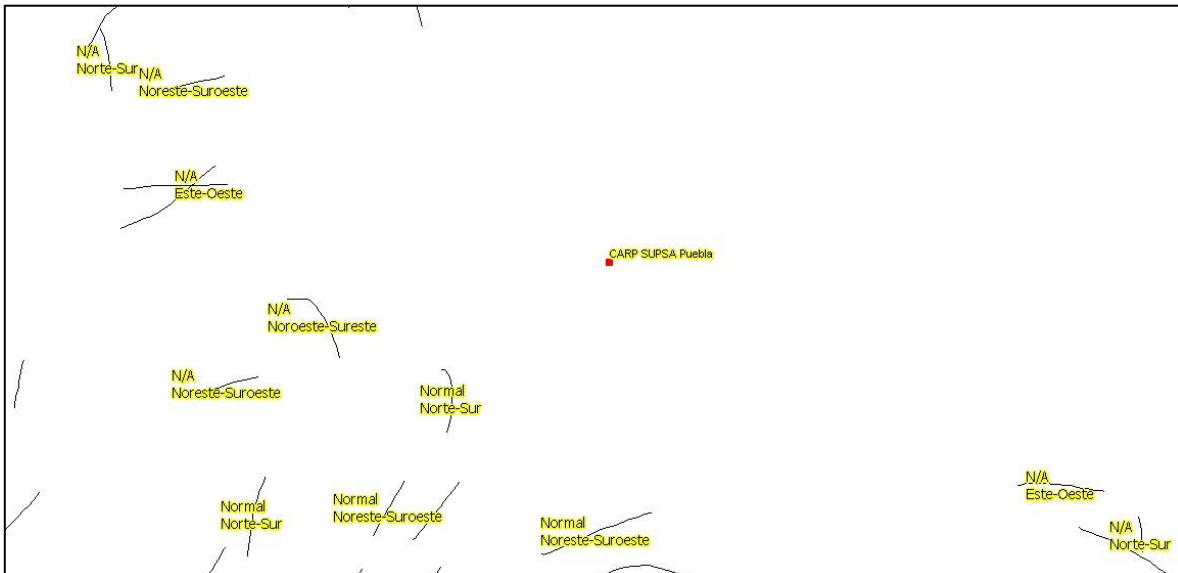 N/A
Norte-Sur
N/A
Noreste-Suroeste
N/A
Este-Oeste
CARP SUPSA Puebla
N/A
Noroeste-Sureste
N/A
Noreste-Suroeste
Normal
Norte-Sur
N/A
Este-Oeste
Normal
Norte-Sur
Normal
Noreste-Suroeste
Normal
Noreste-Suroeste
N/A
Norte-Sur